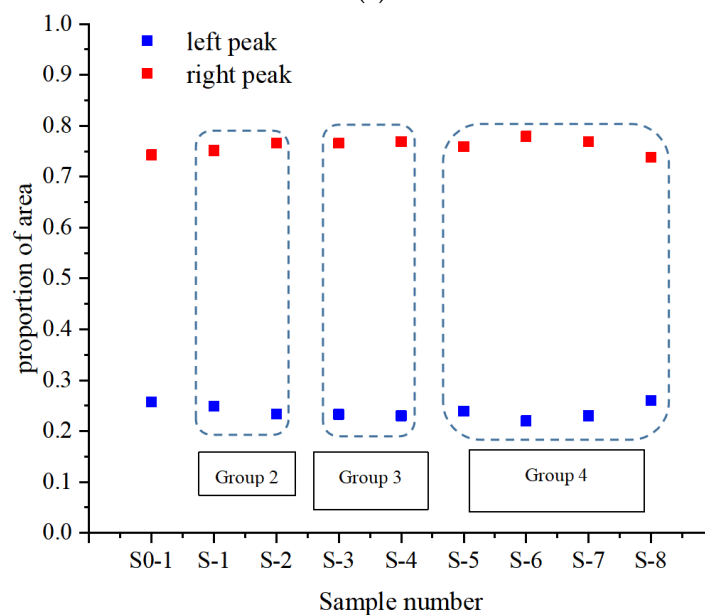 left peak
right peak
1.0
0.9
0.8
0.7
0.6
0.5
0.4
0.3
0.2
0.1
0.0
proportion of area
Group 2
Group 3
Group 4
S0-1 S-1 S-2 S-3 S-4 S-5 S-6 S-7 S-8
Sample number